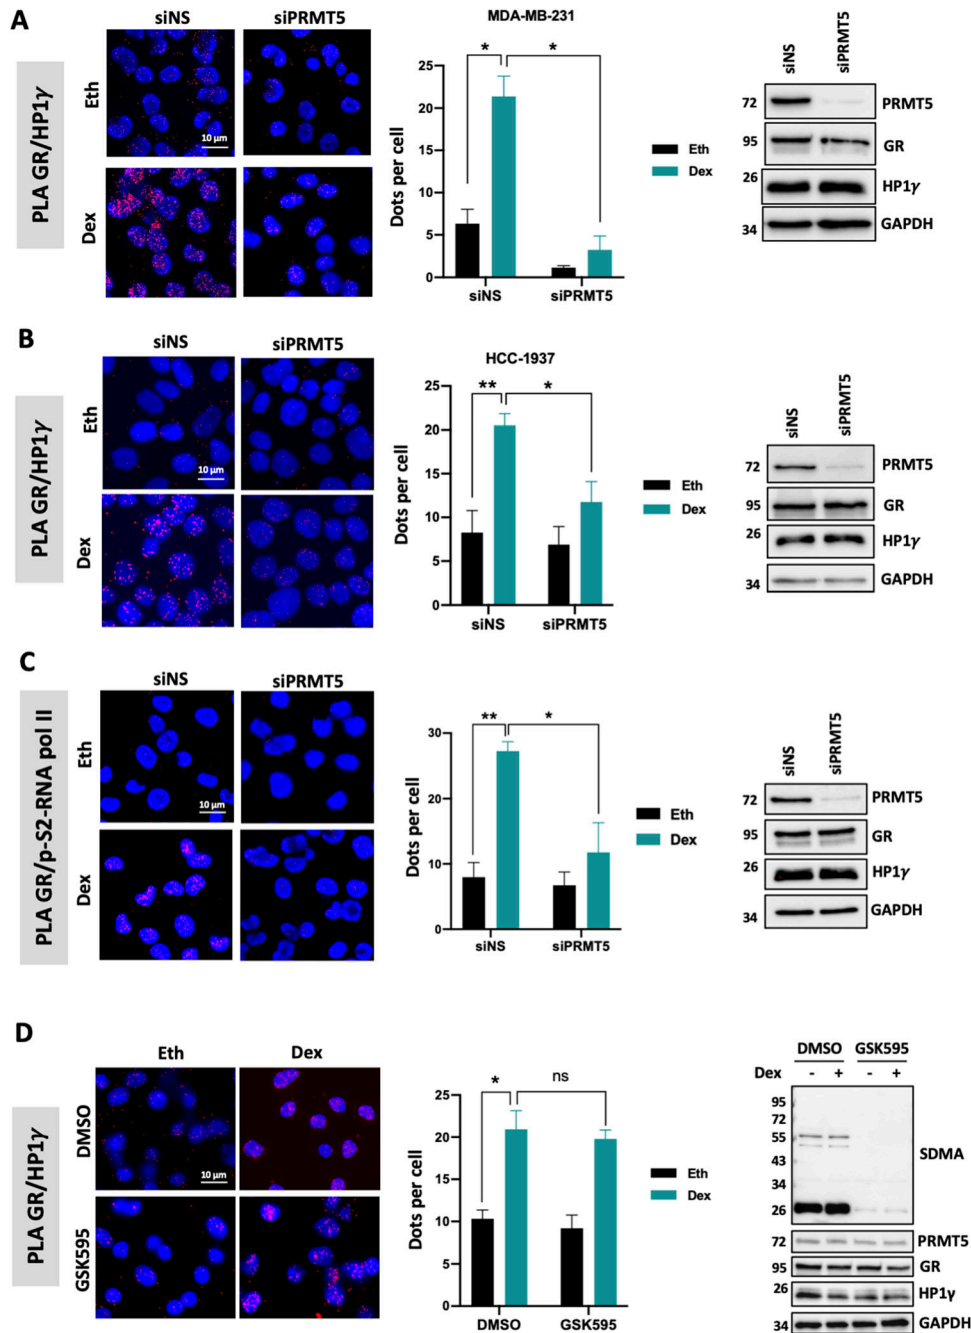 A
siNS siPRMT5
PLA GR/HP1γ
Eth
10 µm
Dex
MDA-MB-231
Dots per cell
25
20
15
10
5
0
siNS siPRMT5
* *
Eth
Dex
siNS siPRMT5
72 PRMT5
95 GR
26 HP1γ
34 GAPDH
B
siNS siPRMT5
PLA GR/HP1γ
Eth
10 µm
Dex
HCC-1937
Dots per cell
25
20
15
10
5
0
siNS siPRMT5
** *
Eth
Dex
siNS siPRMT5
72 PRMT5
95 GR
26 HP1γ
34 GAPDH
C
siNS siPRMT5
PLA GR/p-S2-RNA pol II
Eth
10 µm
Dex
Dots per cell
30
20
10
0
siNS siPRMT5
** *
Eth
Dex
siNS siPRMT5
72 PRMT5
95 GR
26 HP1γ
34 GAPDH
D
Eth Dex
PLA GR/HP1γ
DMSO
10 µm
GSK595
Dots per cell
25
20
15
10
5
0
DMSO GSK595
* ns
Eth
Dex
DMSO GSK595
Dex - + - +
95
72
55
43
34
26
SDMA
72 PRMT5
95 GR
26 HP1γ
34 GAPDH